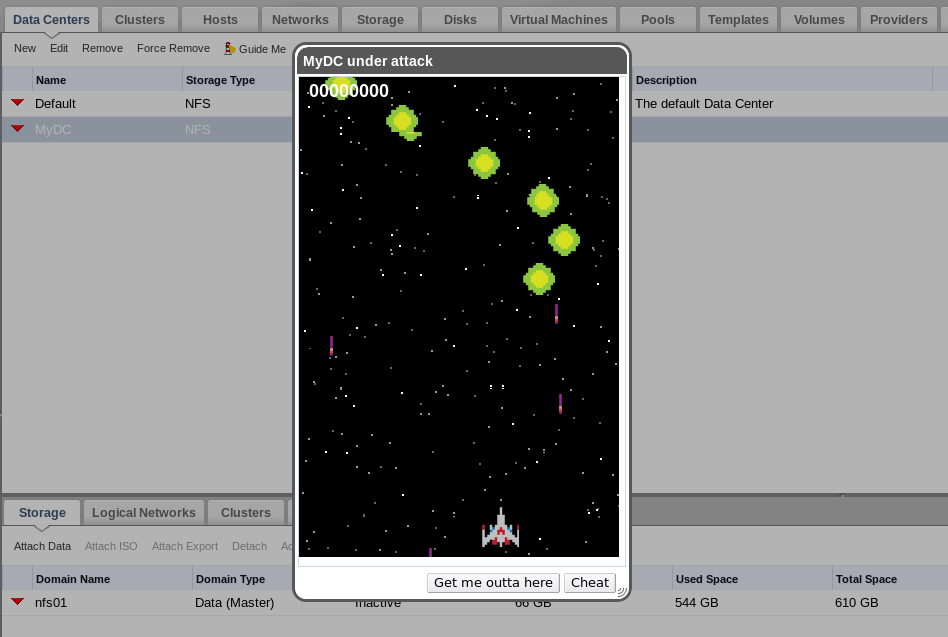 Data Centers Clusters Hosts Networks Storage Disks Virtual Machines Pools Templates Volumes Providers
New Edit Remove Force Remove Guide Me
MyDC under attack
Name Storage Type Description
00000000
Default NFS The default Data Center
MyDC NFS
Storage Logical Networks Clusters
Attach Data Attach ISO Attach Export Detach
Domain Name Domain Type Used Space Total Space
Get me outta here Cheat
nfs01 Data (Master) Inactive 66 GB 544 GB 610 GB